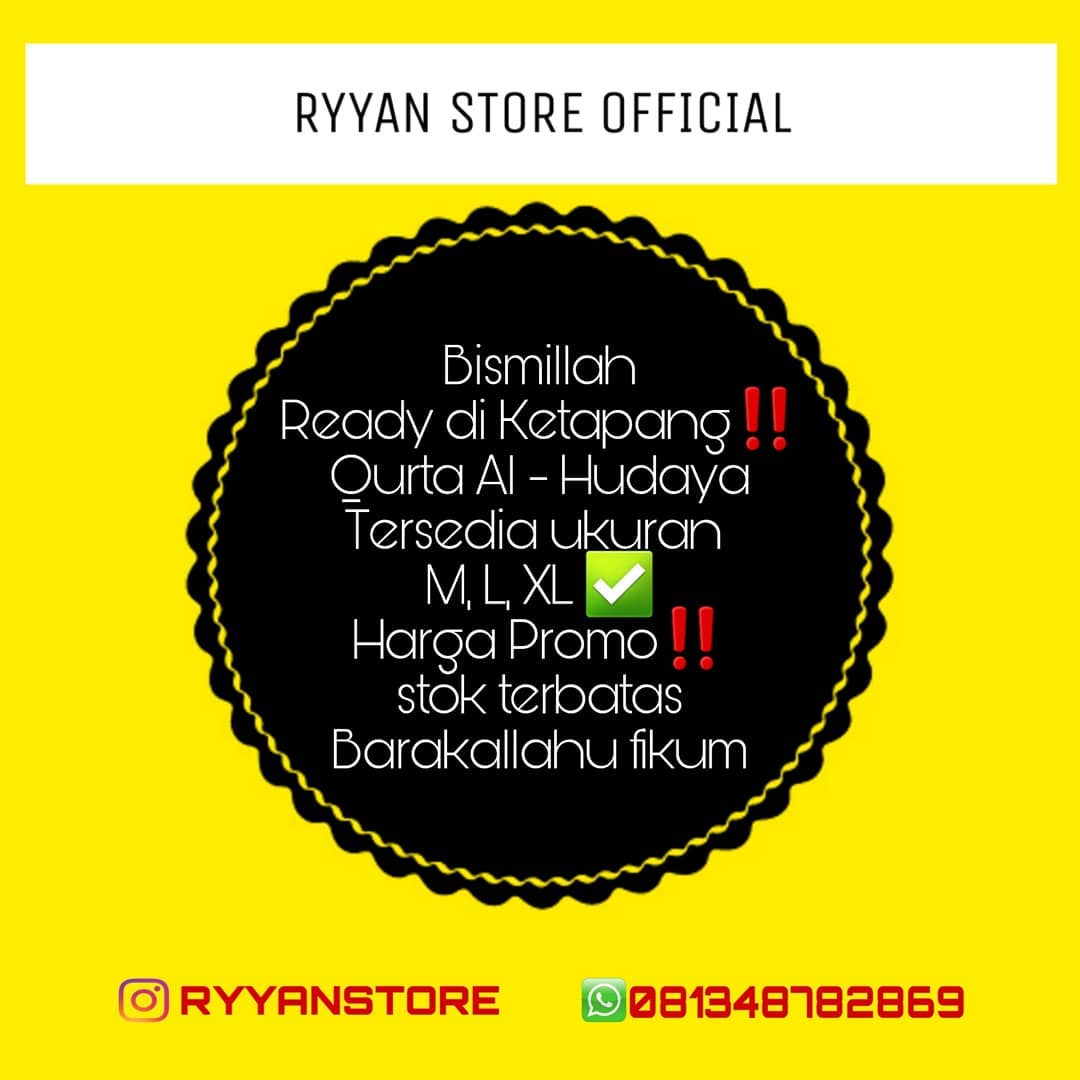 RYYAN STORE OFFICIAL
Bismillah
Ready di Ketapang‼️
Qurta Al - Hudaya
Tersedia ukuran
M, L, XL ✅
Harga Promo‼️
stok terbatas
Barakallahu fikum
RYYANSTORE
081348782869